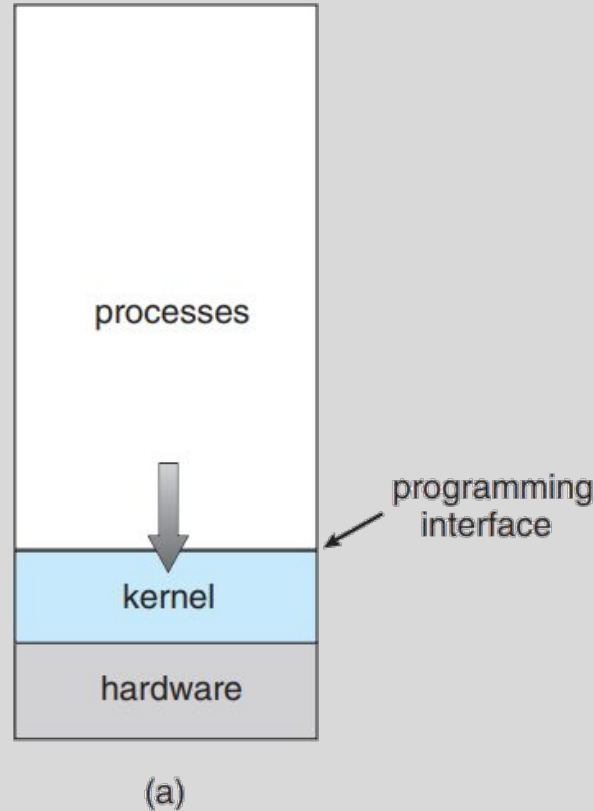 processes
programming
interface
kernel
hardware
(a)